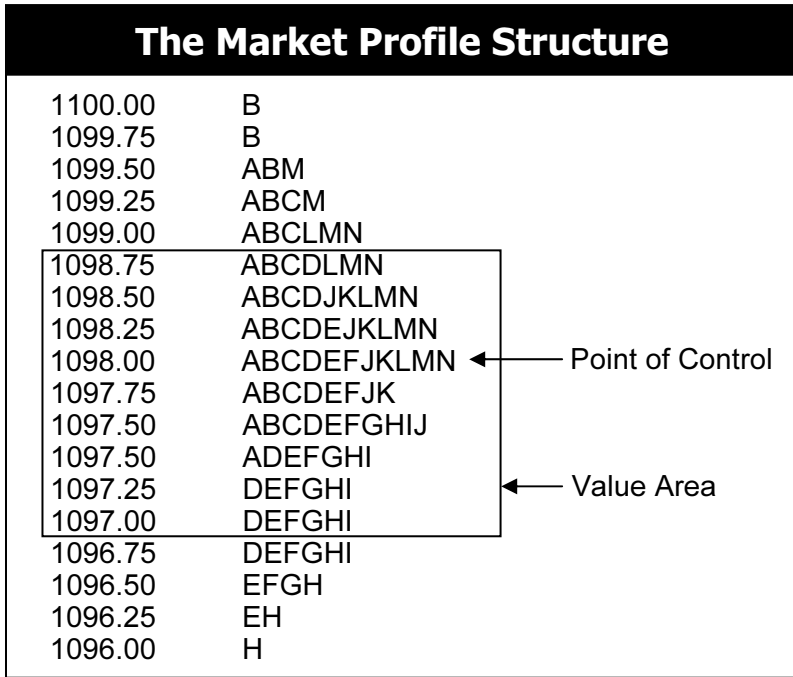 The Market Profile Structure
1100.00 B
1099.75 B
1099.50 ABM
1099.25 ABCM
1099.00 ABCLMN
1098.75 ABCDLMN
1098.50 ABCDJKLMN
1098.25 ABCDEJKLMN
1098.00 ABCDEFJKLMN Point of Control
1097.75 ABCDEFJK
1097.50 ABCDEFGHIJ
1097.50 ADEFGHI
1097.25 DEFGHI Value Area
1097.00 DEFGHI
1096.75 DEFGHI
1096.50 EFGH
1096.25 EH
1096.00 H